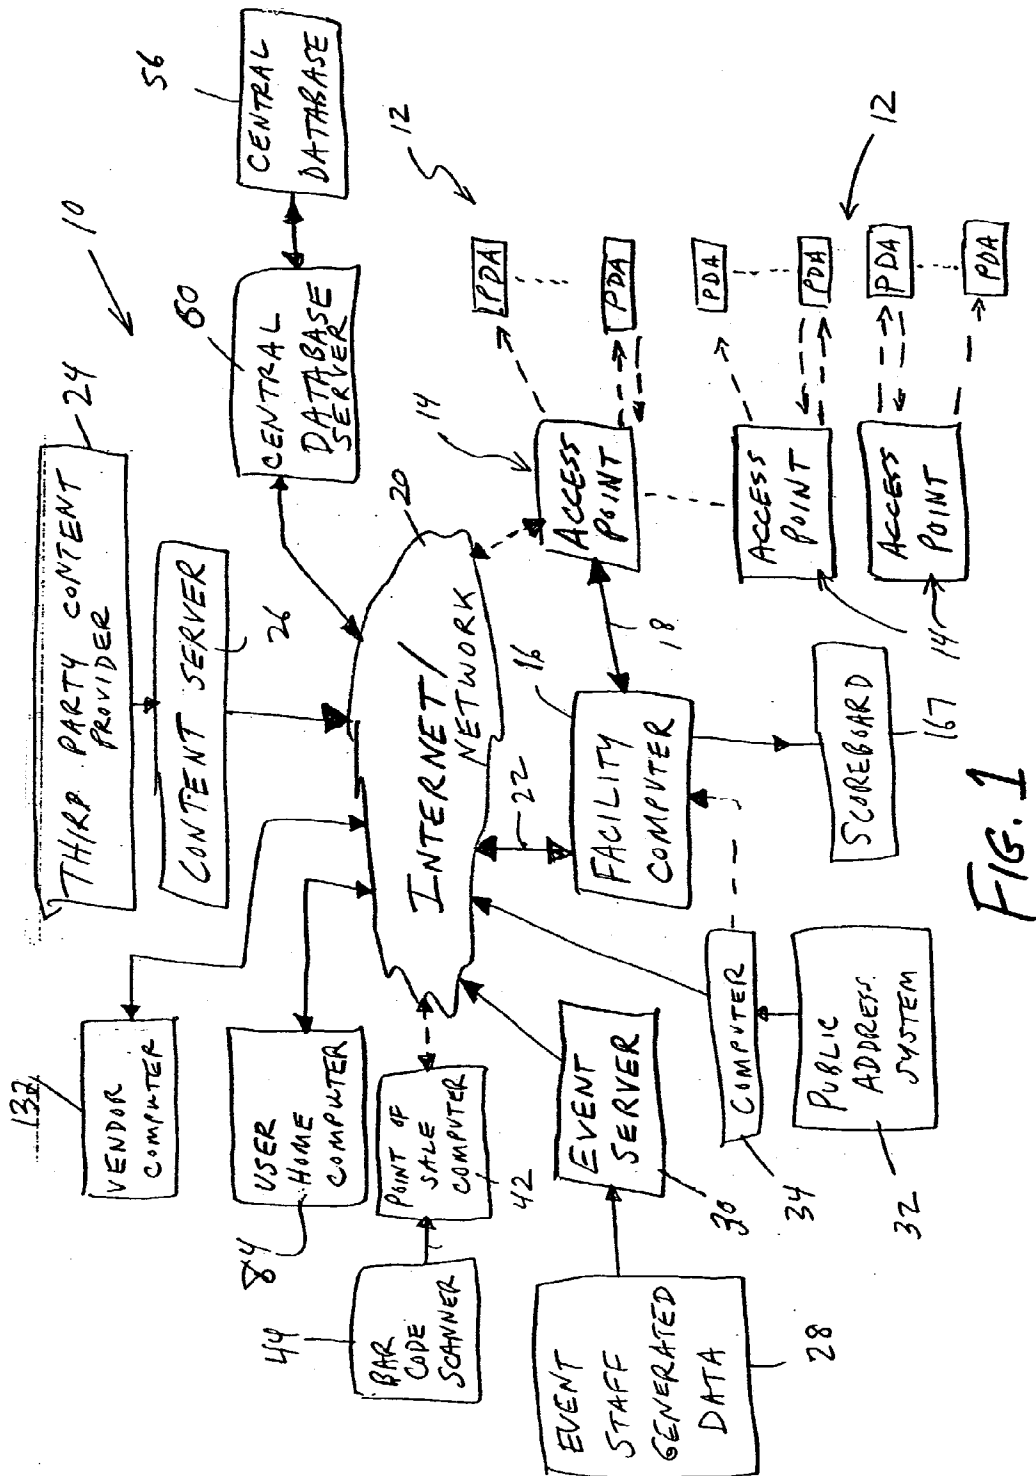 10
THIRD PARTY CONTENT
PROVIDER
24
CONTENT SERVER
26
132
VENDOR
COMPUTER
USER
HOME
COMPUTER
84
POINT OF
SALE
COMPUTER
42
44
BAR
CODE
SCANNER
INTERNET/
NETWORK
20
CENTRAL
DATABASE
SERVER
CENTRAL
DATABASE
56
EVENT
SERVER
30
EVENT
STAFF
GENERATED
DATA
28
22
FACILITY
COMPUTER
16
18
COMPUTER
34
PUBLIC
ADDRESS
SYSTEM
32
SCOREBOARD
167
ACCESS
POINT
14
ACCESS
POINT
ACCESS
POINT
14
PDA
PDA
12
PDA
PDA
PDA
PDA
12
FIG. 1